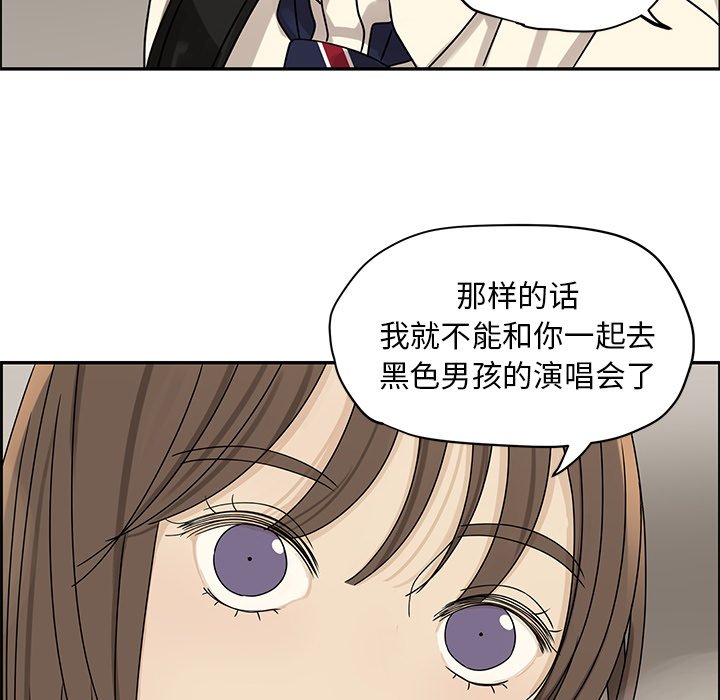 那样的话
我就不能和你一起去
黑色男孩的演唱会了